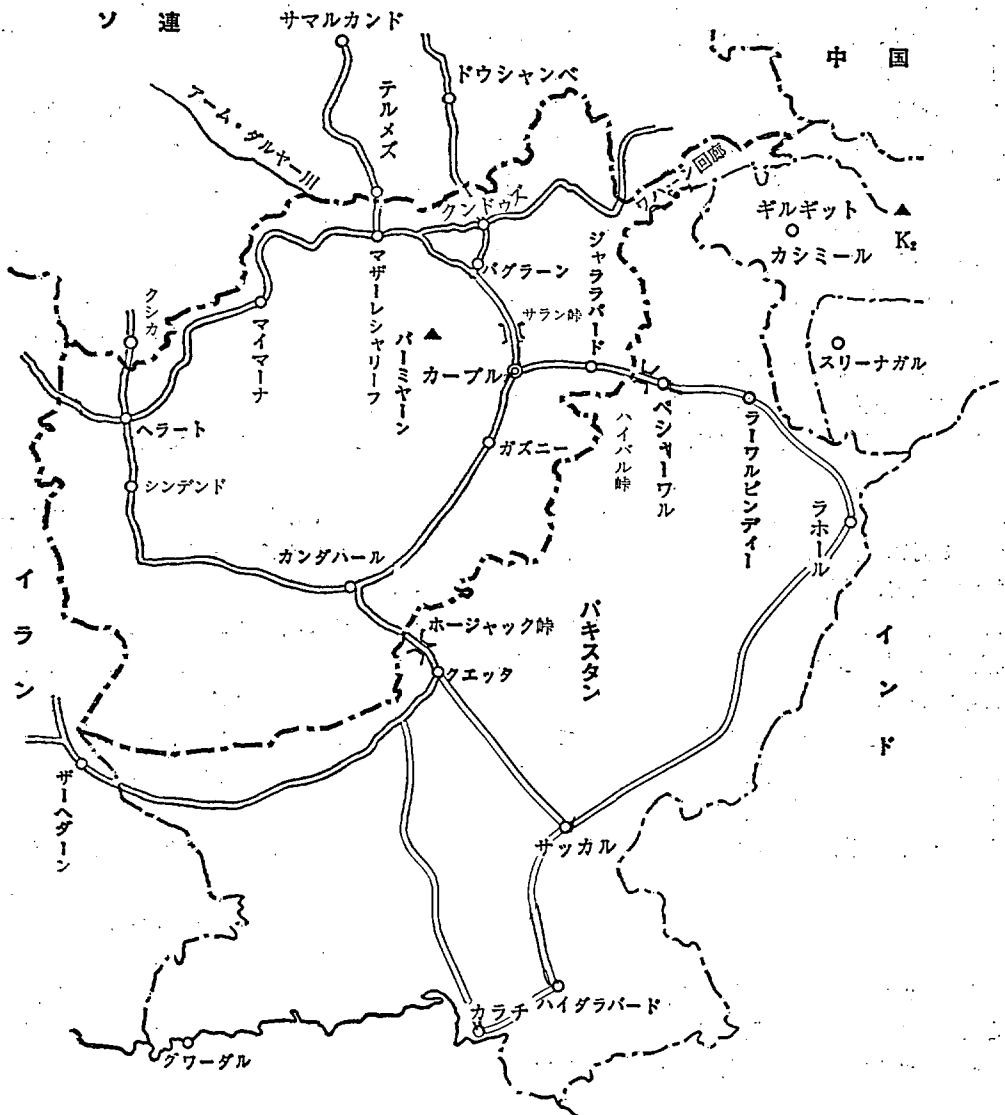 ソ 連
サマルカンド
中 国
ドウシャンベ
テルメズ
アーム・ダルヤー川
ワハーン回廊
クンドゥズ
ギルギット
K₂
カシミール
ジャララバード
バグラーン
クシカ
マイマーナ
マザーレシャリーフ
サラン峠
バーミヤーン
カーブル
スリーナガル
ヘラート
ハイバル峠
ペシャーワル
ラーワルピンディー
ガズニー
シンデンド
ラホール
カンダハール
イラン
ホージャック峠
パキスタン
インド
クエッタ
ザーヘダーン
サッカル
カラチ
ハイダラバード
グワーダル